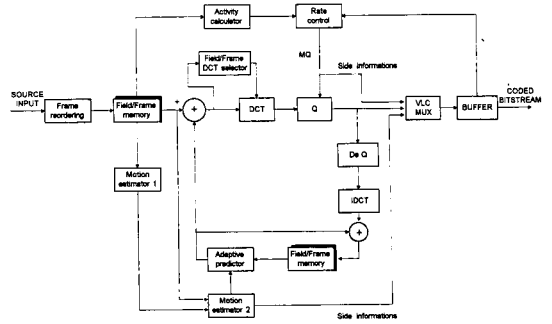 Activity
calculator
Rate
control
Field/Frame
DCT selector
MQ
Side informations
SOURCE
INPUT
Frame
reordering
Field/Frame
memory
+
+
DCT
Q
VLC
MUX
BUFFER
CODED
BITSTREAM
De Q
Motion
estimator 1
IDCT
+
Adaptive
predictor
Field/Frame
memory
Motion
estimator 2
Side informations